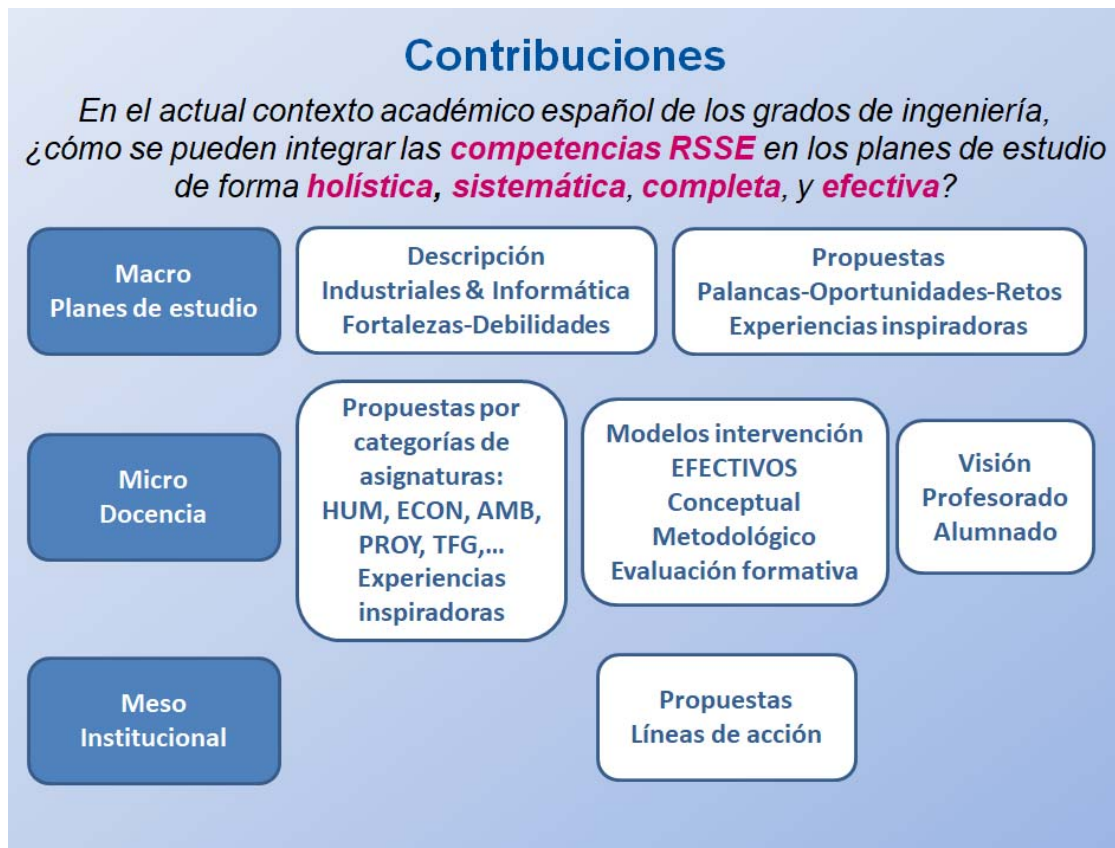 Contribuciones
En el actual contexto académico español de los grados de ingeniería,
¿cómo se pueden integrar las competencias RSSE en los planes de estudio
de forma holística, sistemática, completa, y efectiva?
Macro
Planes de estudio
Descripción
Industriales & Informática
Fortalezas-Debilidades
Propuestas
Palancas-Oportunidades-Retos
Experiencias inspiradoras
Micro
Docencia
Propuestas por
categorías de
asignaturas:
HUM, ECON, AMB,
PROY, TFG,...
Experiencias
inspiradoras
Modelos intervención
EFECTIVOS
Conceptual
Metodológico
Evaluación formativa
Visión
Profesorado
Alumnado
Meso
Institucional
Propuestas
Líneas de acción